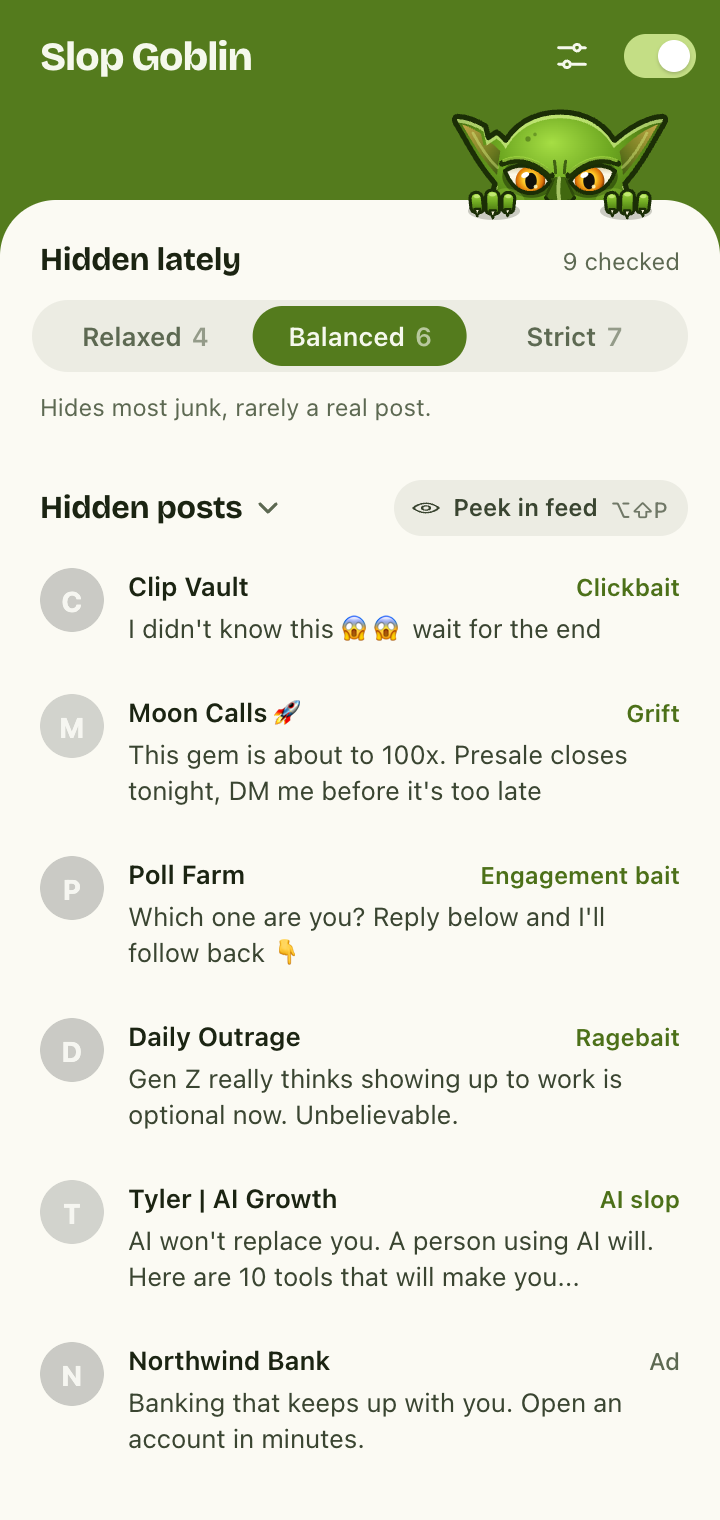 Slop Goblin
Hidden lately
9 checked
Relaxed 4
Balanced 6
Strict 7
Hides most junk, rarely a real post.
Hidden posts
Peek in feed ⌥⇧P
C
Clip Vault
Clickbait
I didn't know this 😱😱 wait for the end
M
Moon Calls 🚀
Grift
This gem is about to 100x. Presale closes
tonight, DM me before it's too late
P
Poll Farm
Engagement bait
Which one are you? Reply below and I'll
follow back 👇
D
Daily Outrage
Ragebait
Gen Z really thinks showing up to work is
optional now. Unbelievable.
T
Tyler | AI Growth
AI slop
AI won't replace you. A person using AI will.
Here are 10 tools that will make you...
N
Northwind Bank
Ad
Banking that keeps up with you. Open an
account in minutes.